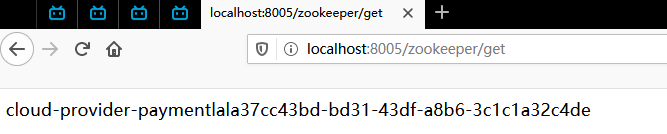 localhost:8005/zookeeper/get
localhost:8005/zookeeper/get
cloud-provider-paymentlala37cc43bd-bd31-43df-a8b6-3c1c1a32c4de